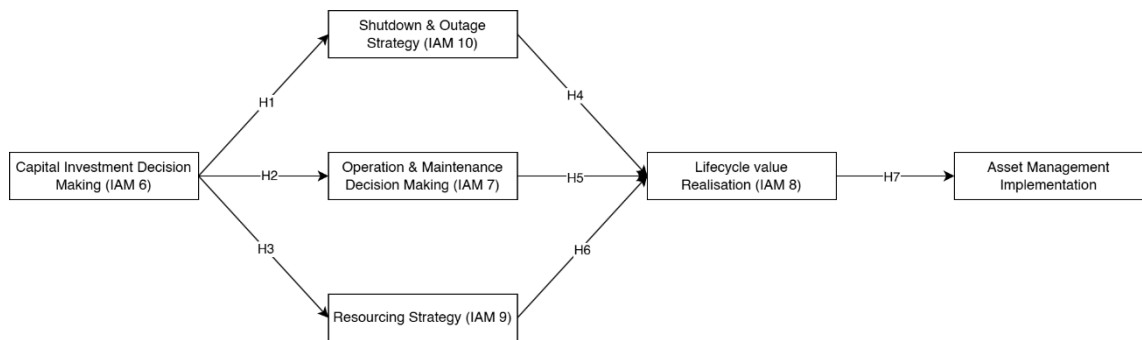 Shutdown & Outage
Strategy (IAM 10)
H1
H4
Capital Investment Decision
Making (IAM 6)
H2
Operation & Maintenance
Decision Making (IAM 7)
H5
Lifecycle value
Realisation (IAM 8)
H7
Asset Management
Implementation
H3
H6
Resourcing Strategy (IAM 9)